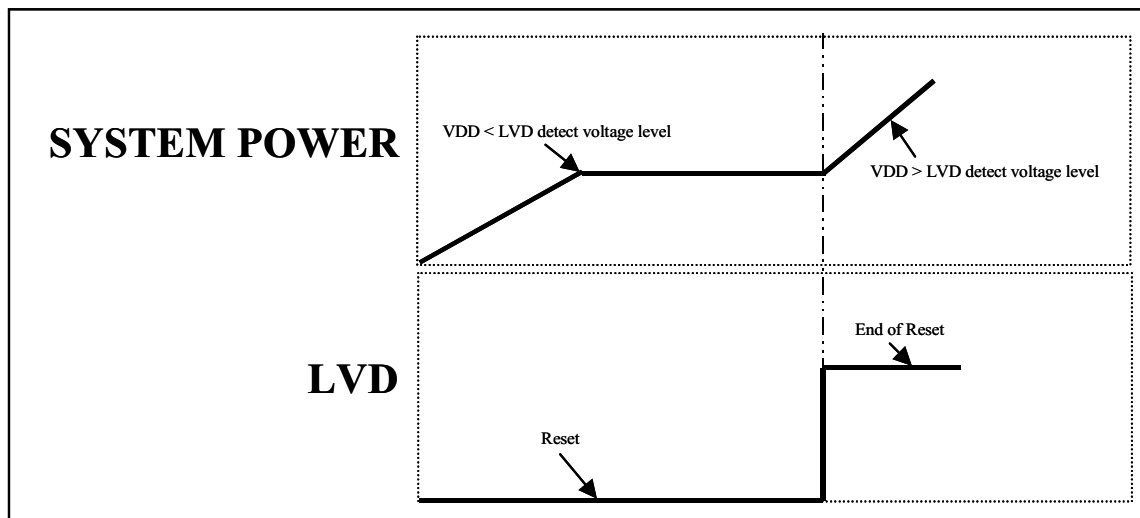 SYSTEM POWER
VDD < LVD detect voltage level
VDD > LVD detect voltage level
LVD
End of Reset
Reset